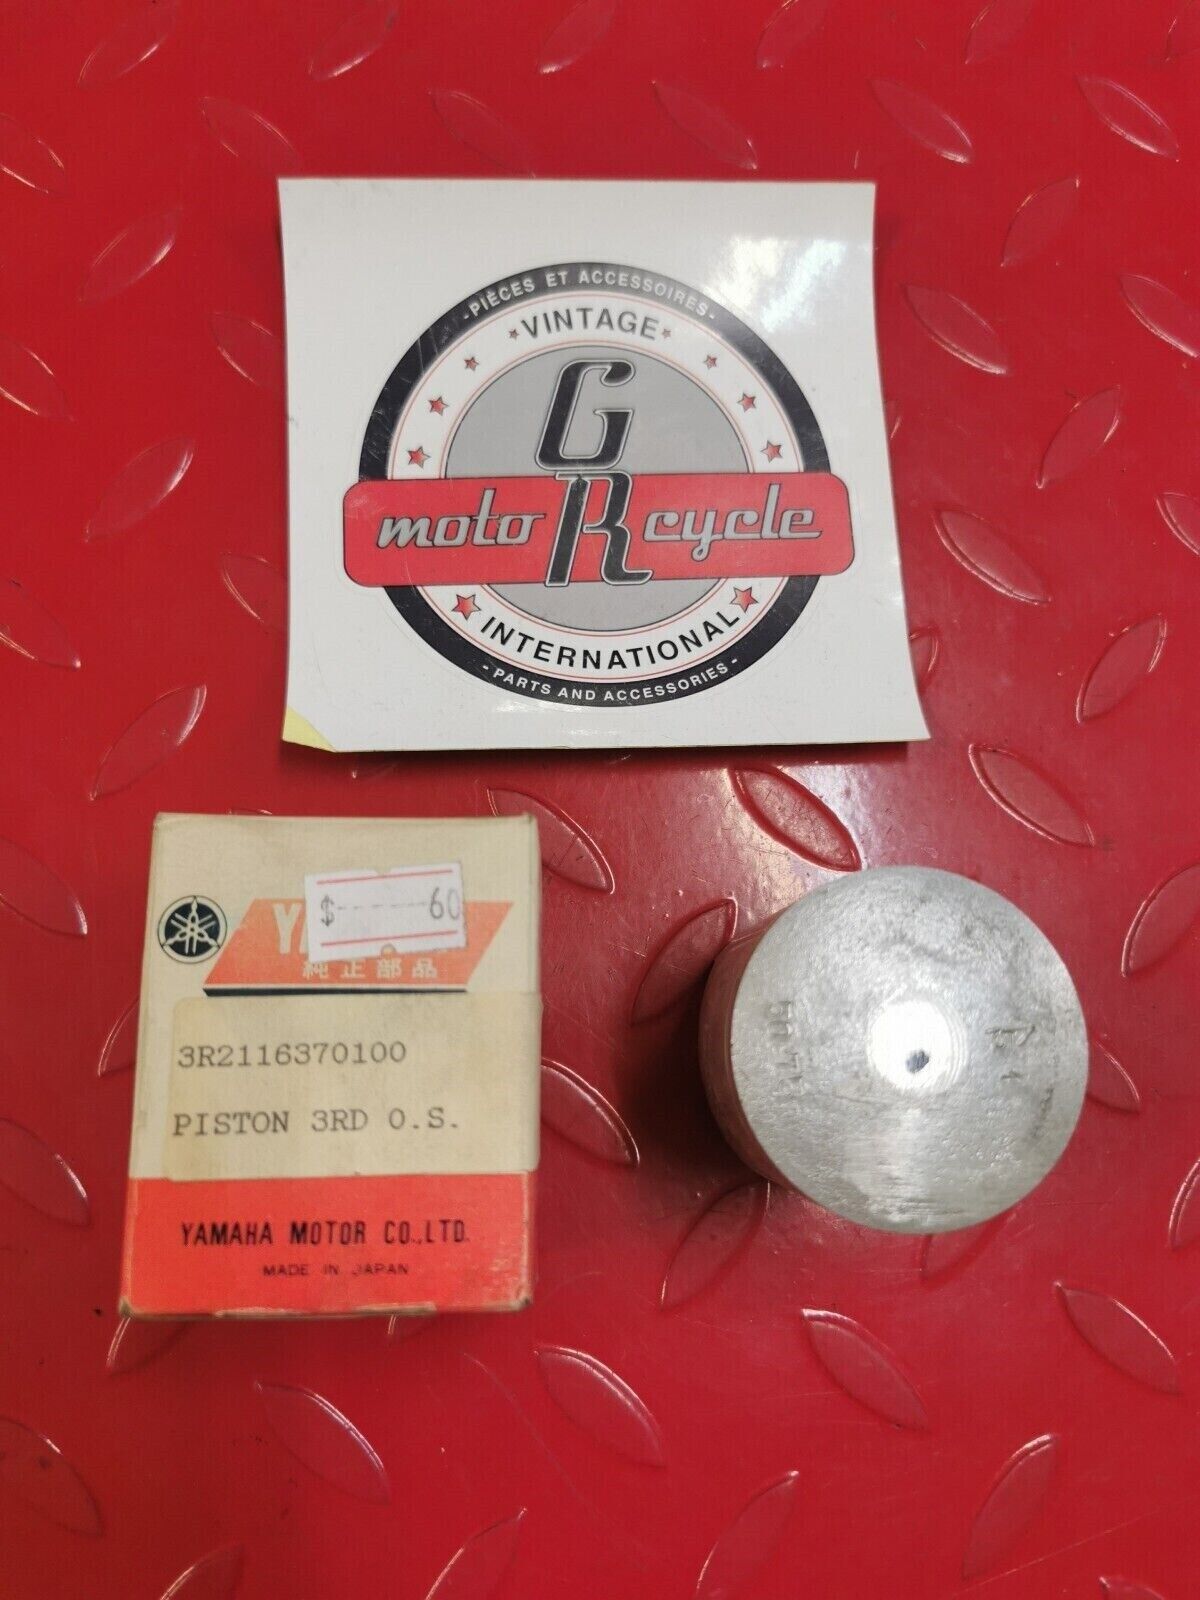 - PIÈCES ET ACCESSOIRES -
VINTAGE
G
moto R cycle
INTERNATIONAL
- PARTS AND ACCESSORIES -
$------60
純正部品
3R2116370100
PISTON 3RD O.S.
YAMAHA MOTOR CO.,LTD.
MADE IN JAPAN